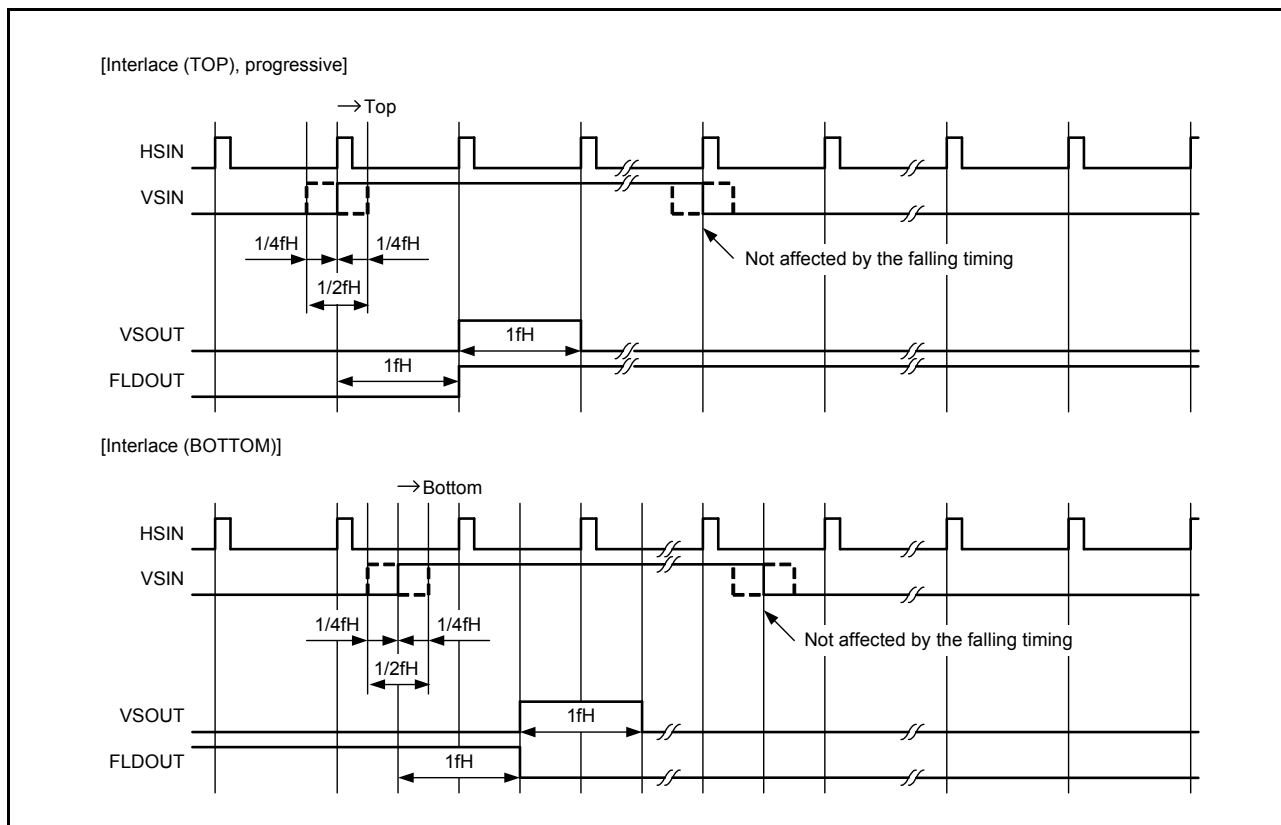 [Interlace (TOP), progressive]
→Top
HSIN
VSIN
1/4fH 1/4fH
Not affected by the falling timing
1/2fH
VSOUT
1fH
FLDOUT
1fH
[Interlace (BOTTOM)]
→Bottom
HSIN
VSIN
1/4fH 1/4fH
Not affected by the falling timing
1/2fH
VSOUT
1fH
FLDOUT
1fH